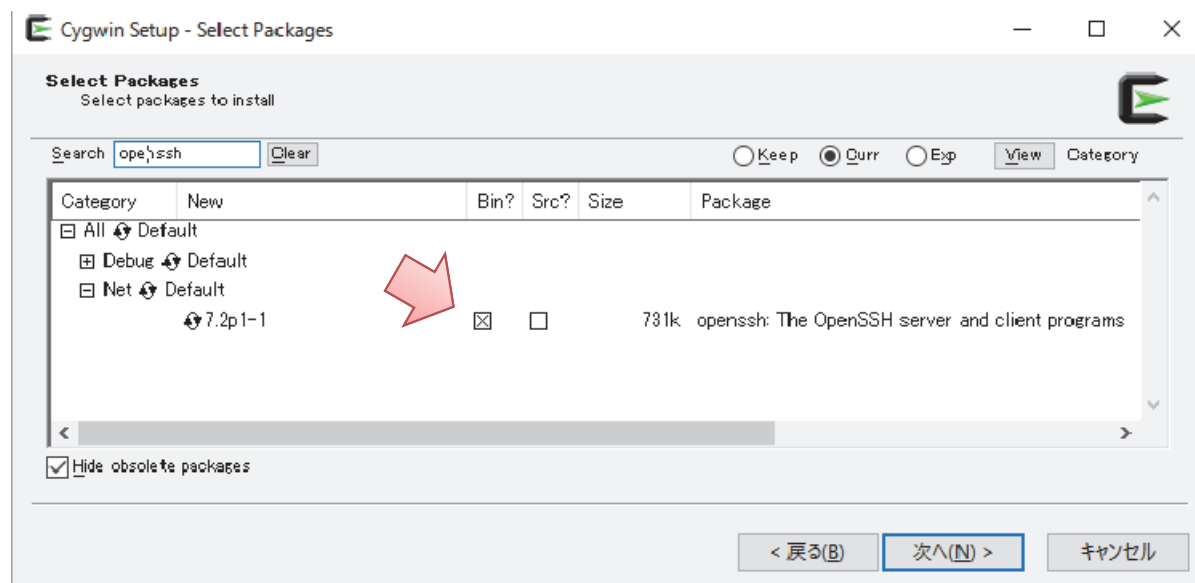 Cygwin Setup - Select Packages
Select Packages
Select packages to install
Search openssh Clear Keep Curr Exp View Category
Category New Bin? Src? Size Package
All Default
Debug Default
Net Default
7.2p1-1 731k openssh: The OpenSSH server and client programs
Hide obsolete packages
< 戻る(B) 次へ(N) > キャンセル